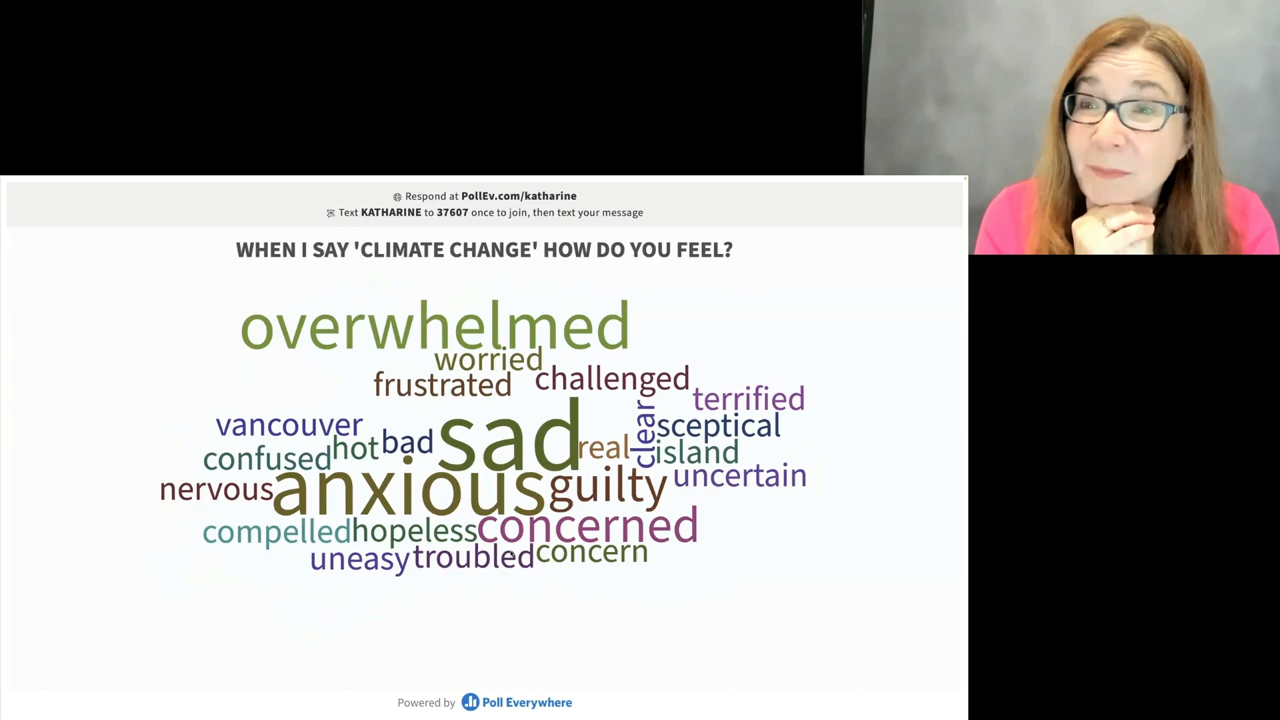 Respond at PollEv.com/katharine
Text KATHARINE to 37607 once to join, then text your message
WHEN I SAY 'CLIMATE CHANGE' HOW DO YOU FEEL?
overwhelmed
worried
frustrated
challenged
terrified
vancouver
hot
bad
sad
real
clear
sceptical
confused
island
nervous
anxious
guilty
uncertain
compelled
hopeless
concerned
uneasy
troubled
concern
Powered by Poll Everywhere